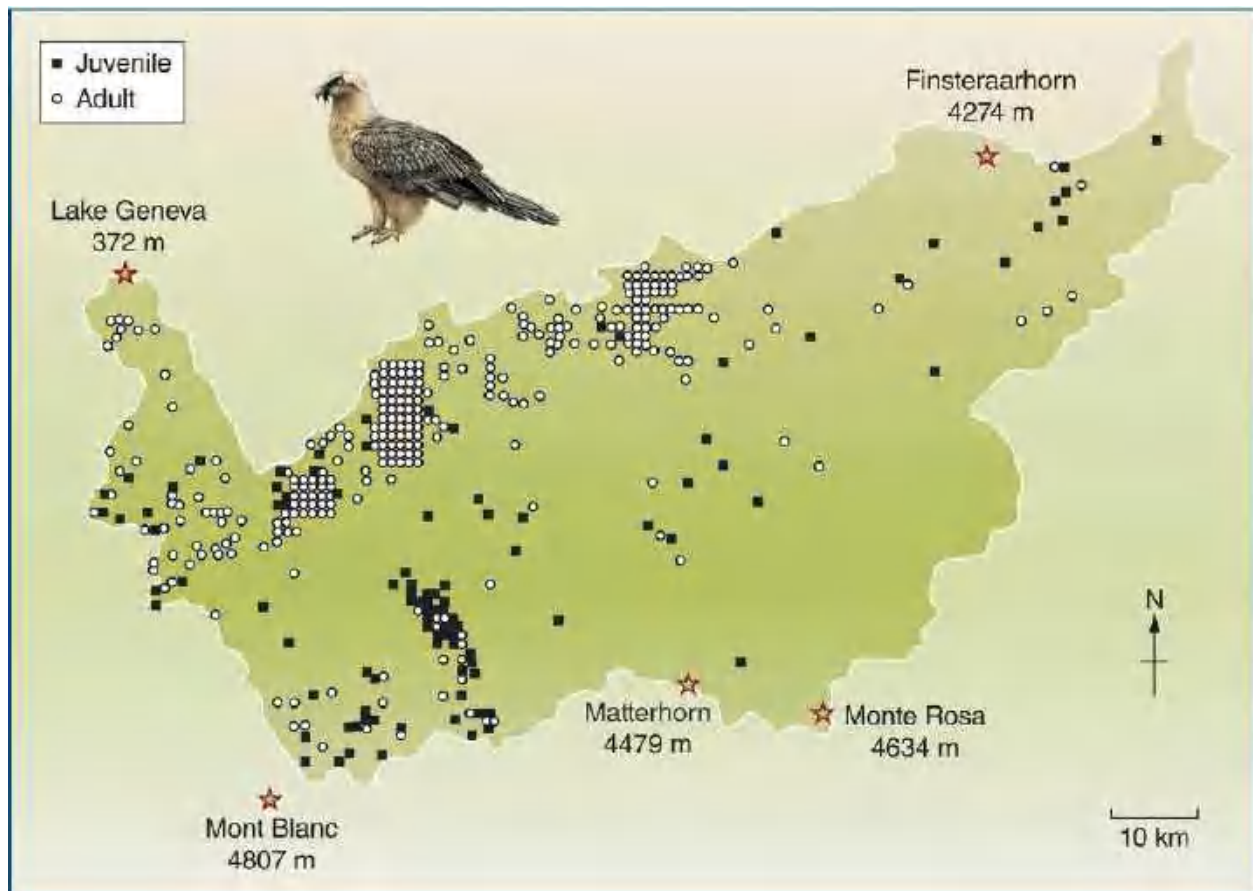 Juvenile
Adult
Finsteraarhorn
4274 m
Lake Geneva
372 m
N
Matterhorn
4479 m
Monte Rosa
4634 m
Mont Blanc
4807 m
10 km